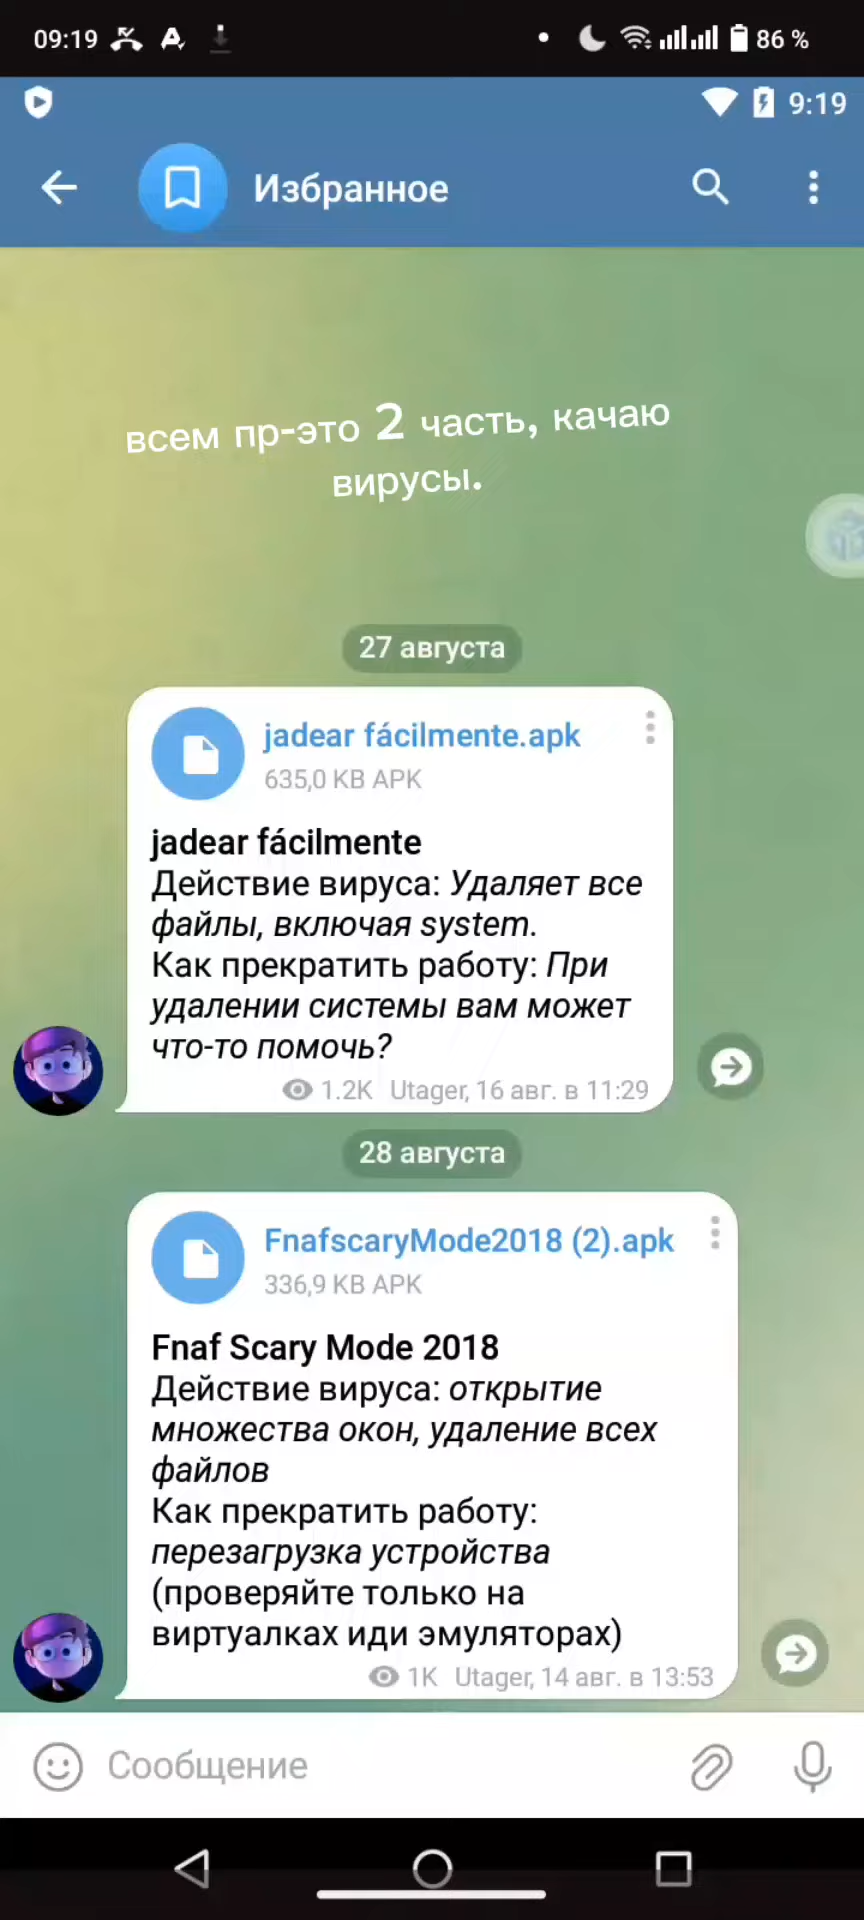 09:19
86 %
9:19
Избранное
всем пр-это 2 часть, качаю
вирусы.
27 августа
jadear fácilmente.apk
635,0 KB APK
jadear fácilmente
Действие вируса: Удаляет все
файлы, включая system.
Как прекратить работу: При
удалении системы вам может
что-то помочь?
1.2K Utager, 16 авг. в 11:29
28 августа
FnafscaryMode2018 (2).apk
336,9 KB APK
Fnaf Scary Mode 2018
Действие вируса: открытие
множества окон, удаление всех
файлов
Как прекратить работу:
перезагрузка устройства
(проверяйте только на
виртуалках иди эмуляторах)
1K Utager, 14 авг. в 13:53
Сообщение